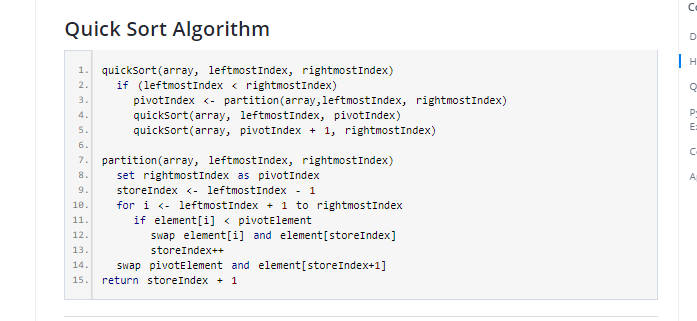 Quick Sort Algorithm
1. quickSort(array, leftmostIndex, rightmostIndex)
2. if (leftmostIndex < rightmostIndex)
3. pivotIndex <- partition(array,leftmostIndex, rightmostIndex)
4. quickSort(array, leftmostIndex, pivotIndex)
5. quickSort(array, pivotIndex + 1, rightmostIndex)
6.
7. partition(array, leftmostIndex, rightmostIndex)
8. set rightmostIndex as pivotIndex
9. storeIndex <- leftmostIndex - 1
10. for i <- leftmostIndex + 1 to rightmostIndex
11. if element[i] < pivotElement
12. swap element[i] and element[storeIndex]
13. storeIndex++
14. swap pivotElement and element[storeIndex+1]
15. return storeIndex + 1